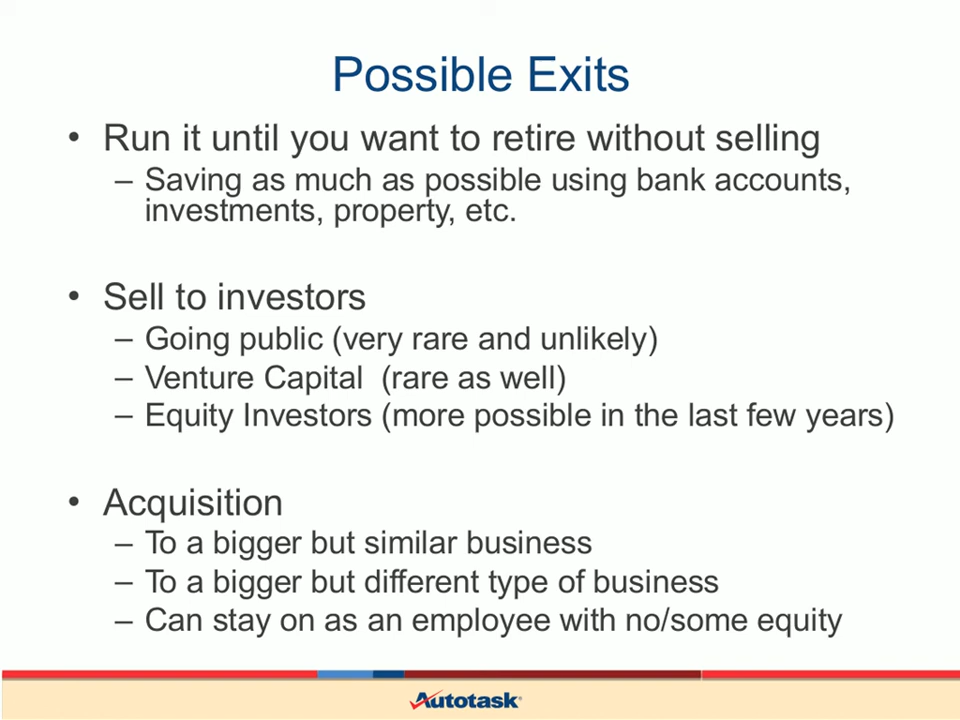 Possible Exits
• Run it until you want to retire without selling
– Saving as much as possible using bank accounts,
investments, property, etc.
• Sell to investors
– Going public (very rare and unlikely)
– Venture Capital  (rare as well)
– Equity Investors (more possible in the last few years)
• Acquisition
– To a bigger but similar business
– To a bigger but different type of business
– Can stay on as an employee with no/some equity
Autotask®